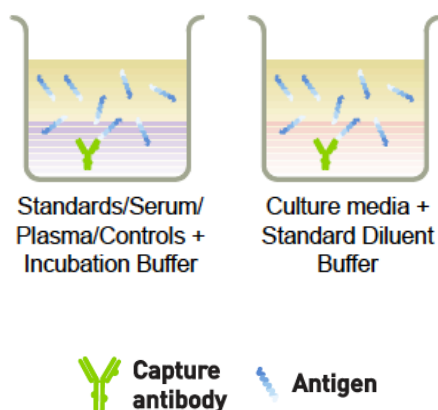 Standards/Serum/
Plasma/Controls +
Incubation Buffer
Culture media +
Standard Diluent
Buffer
Capture
antibody
Antigen